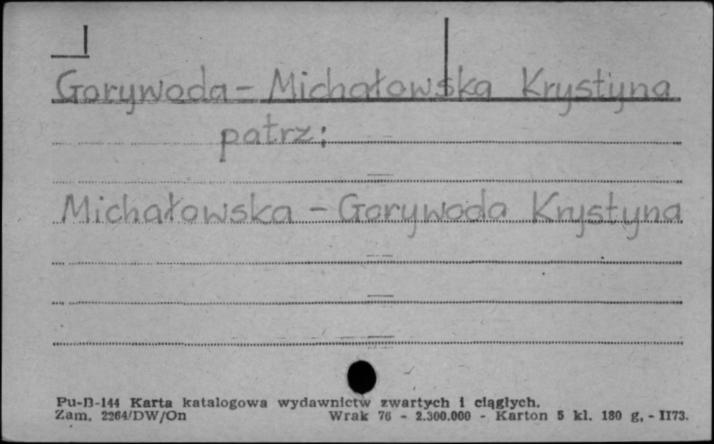 Gorywoda - Michałowska Krystyna
patrz:
Michałowska - Gorywoda Krystyna
Pu-B-144 Karta katalogowa wydawnictw zwartych i ciągłych.
Zam. 2264/DW/On Wrak 76 - 2.300.000 - Karton 5 kl. 180 g. - II73.